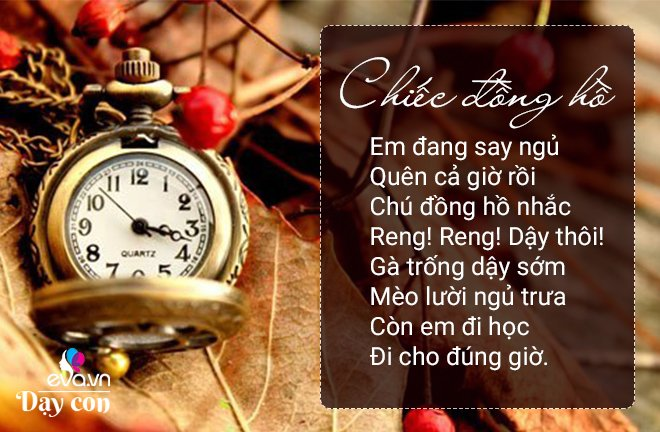 Chiếc đồng hồ
Em đang say ngủ
Quên cả giờ rồi
Chú đồng hồ nhắc
Reng! Reng! Dậy thôi!
Gà trống dậy sớm
Mèo lười ngủ trưa
Còn em đi học
Đi cho đúng giờ.
12
1
2
3
4
5
7
8
9
10
11
QUARTZ
eva.vn
Dạy con